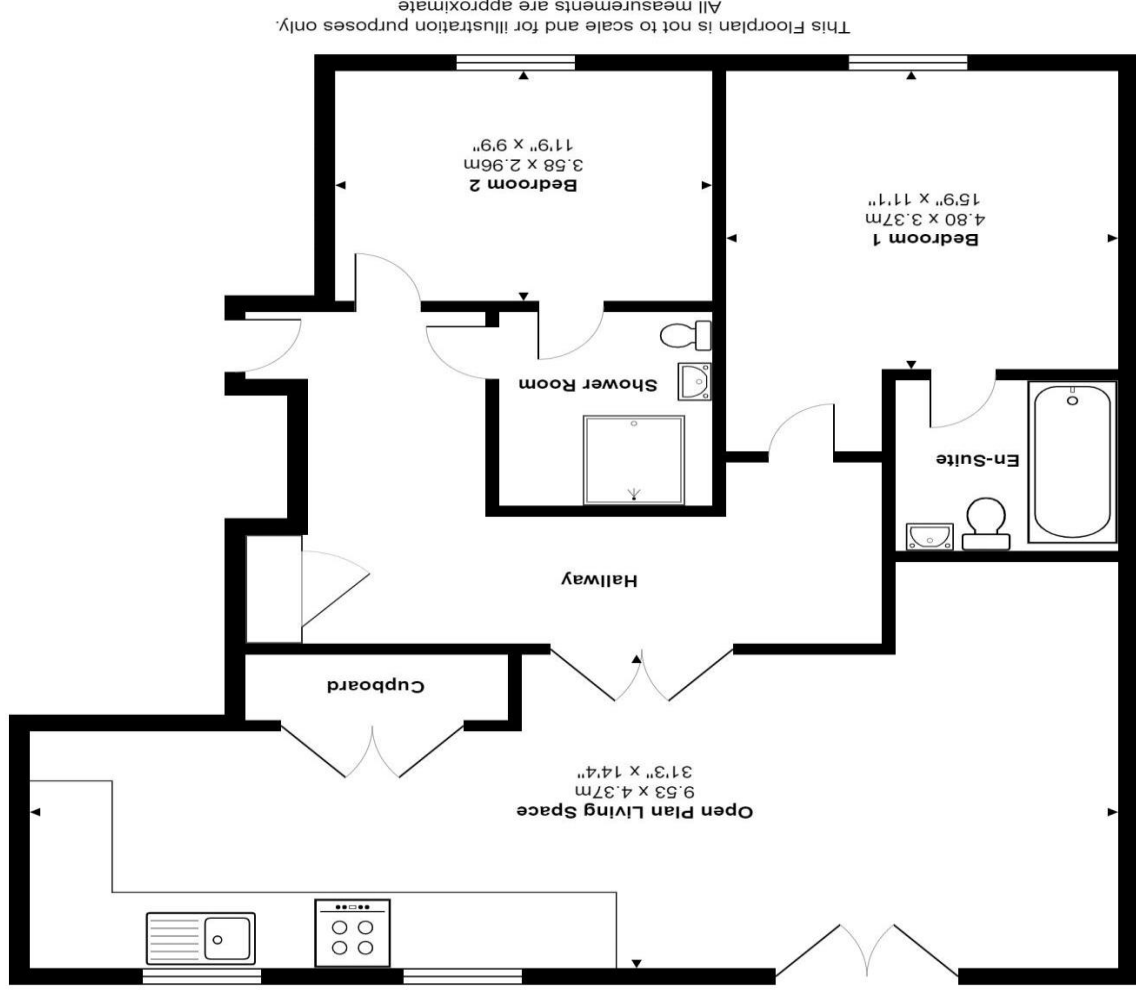 Open Plan Living Space
9.53 x 4.37m
31'3" x 14'4"
Cupboard
Hallway
En-Suite
Shower Room
Bedroom 1
4.80 x 3.37m
15'9" x 11'1"
Bedroom 2
3.58 x 2.96m
11'9" x 9'9"
This Floorplan is not to scale and for illustration purposes only.
All measurements are approximate